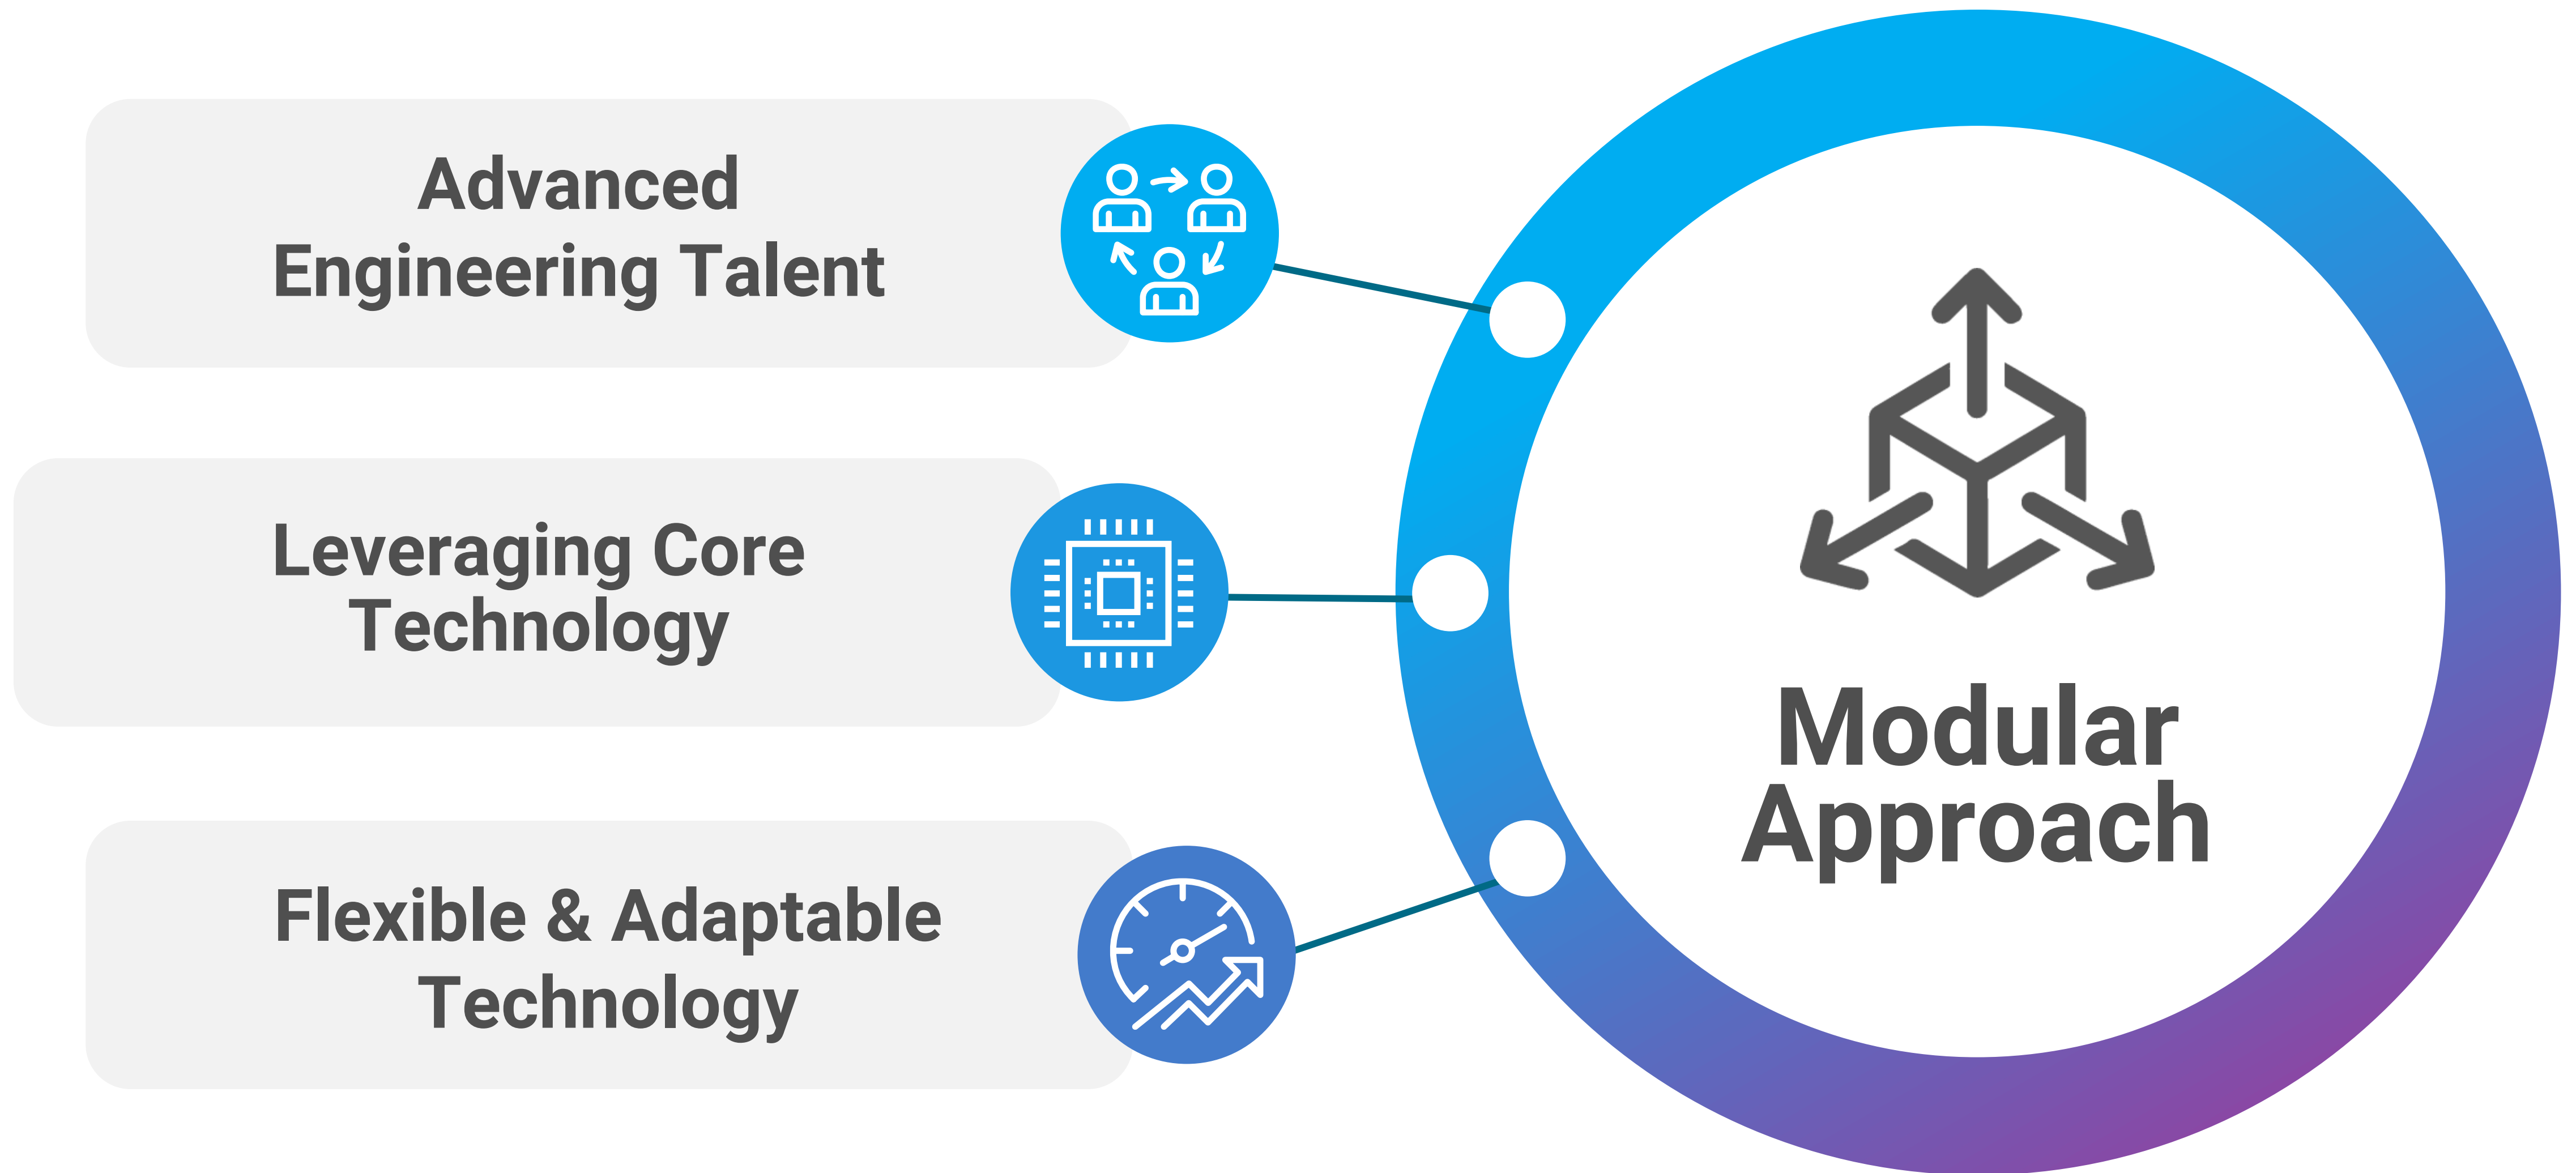 Advanced
Engineering Talent
Leveraging Core
Technology
Flexible & Adaptable
Technology
Modular
Approach